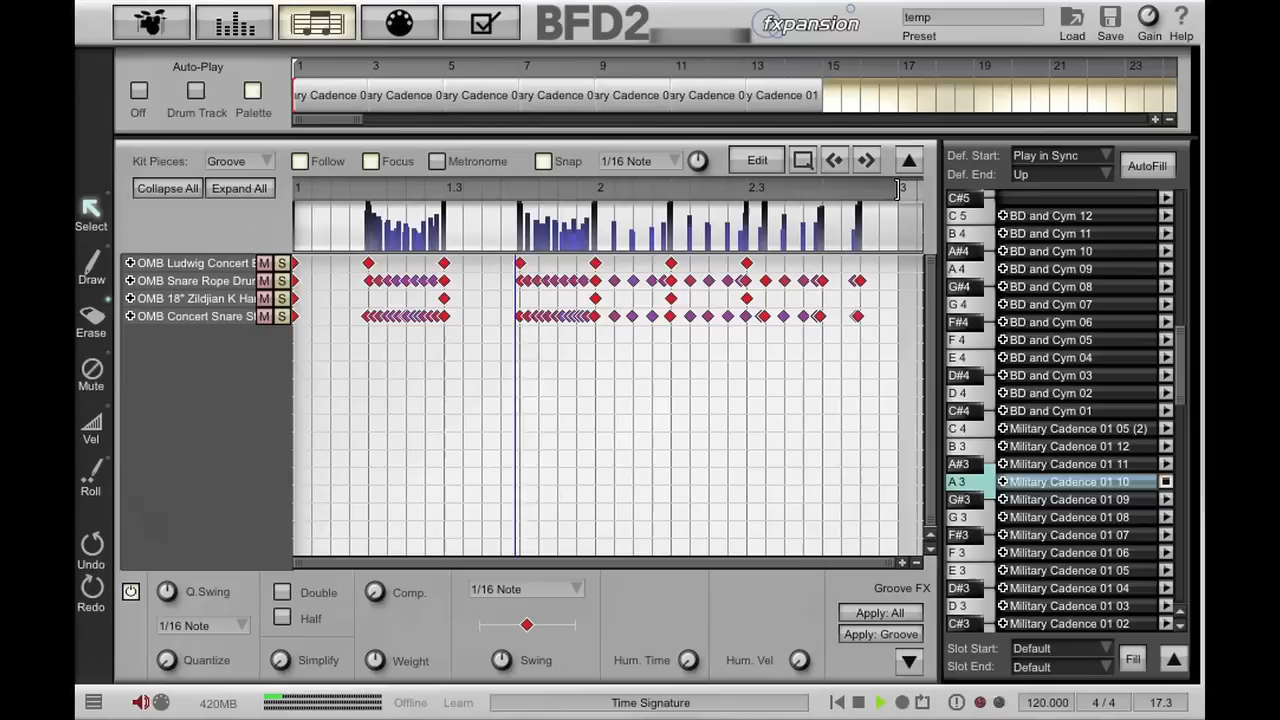 BFD2
fxpansion
temp
Preset
Load
Save
Gain
Help
Auto-Play
Off
Drum Track
Palette
1 3 5 7 9 11 13 15 17 19 21 23
ary Cadence 0 ary Cadence 0 ary Cadence 0 ary Cadence 0 ary Cadence 0 ary Cadence 0 y Cadence 01
Kit Pieces: Groove
Follow
Focus
Metronome
Snap
1/16 Note
Edit
Collapse All
Expand All
1 1.3 2 2.3 3
OMB Ludwig Concert B M S
OMB Snare Rope Drum M S
OMB 18" Zildjian K Ha M S
OMB Concert Snare St M S
Select
Draw
Erase
Mute
Vel
Roll
Undo
Redo
Def. Start: Play in Sync
Def. End: Up
AutoFill
C#5
C 5 BD and Cym 12
B 4 BD and Cym 11
A#4 BD and Cym 10
A 4 BD and Cym 09
G#4 BD and Cym 08
G 4 BD and Cym 07
F#4 BD and Cym 06
F 4 BD and Cym 05
E 4 BD and Cym 04
D#4 BD and Cym 03
D 4 BD and Cym 02
C#4 BD and Cym 01
C 4 Military Cadence 01 05 (2)
B 3 Military Cadence 01 12
A#3 Military Cadence 01 11
A 3 Military Cadence 01 10
G#3 Military Cadence 01 09
G 3 Military Cadence 01 08
F#3 Military Cadence 01 07
F 3 Military Cadence 01 06
E 3 Military Cadence 01 05
D#3 Military Cadence 01 04
D 3 Military Cadence 01 03
C#3 Military Cadence 01 02
Slot Start: Default
Slot End: Default
Fill
Q.Swing
1/16 Note
Quantize
Double
Half
Simplify
Comp.
Weight
1/16 Note
Swing
Hum. Time
Hum. Vel
Groove FX
Apply: All
Apply: Groove
420MB
Offline
Learn
Time Signature
120.000
4 / 4
17.3